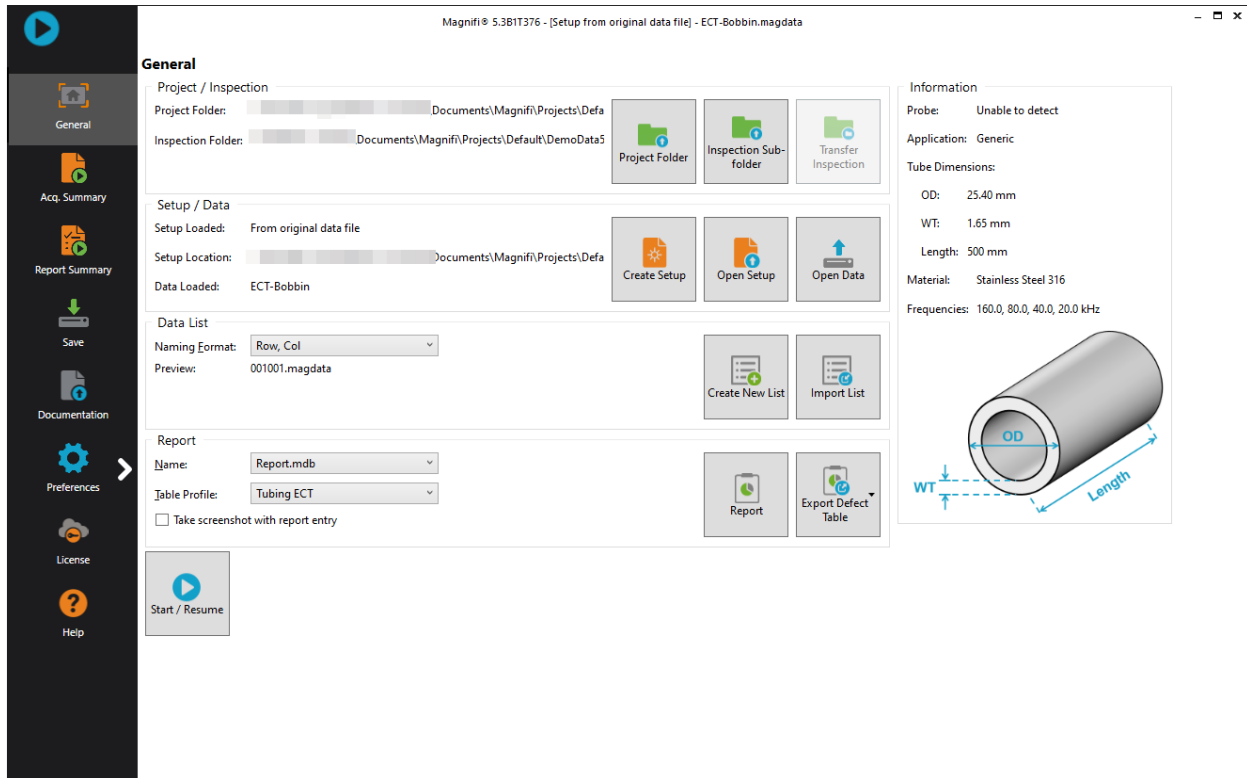 Magnifi® 5.3B1T376 - [Setup from original data file] - ECT-Bobbin.magdata
General
Acq. Summary
Report Summary
Save
Documentation
Preferences
License
Help
General
Project / Inspection
Project Folder: Documents\Magnifi\Projects\Defa
Inspection Folder: Documents\Magnifi\Projects\Default\DemoData5
Project Folder
Inspection Sub-
folder
Transfer
Inspection
Setup / Data
Setup Loaded: From original data file
Setup Location: Documents\Magnifi\Projects\Defa
Data Loaded: ECT-Bobbin
Create Setup
Open Setup
Open Data
Data List
Naming Format: Row, Col
Preview: 001001.magdata
Create New List
Import List
Report
Name: Report.mdb
Table Profile: Tubing ECT
Take screenshot with report entry
Report
Export Defect
Table
Start / Resume
Information
Probe: Unable to detect
Application: Generic
Tube Dimensions:
OD: 25.40 mm
WT: 1.65 mm
Length: 500 mm
Material: Stainless Steel 316
Frequencies: 160.0, 80.0, 40.0, 20.0 kHz
OD
WT
Length